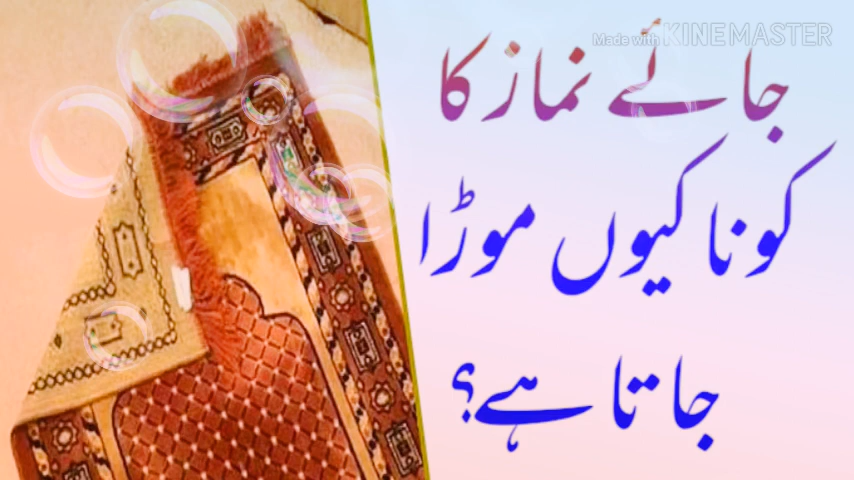 Made with KINEMASTER
جائے نماز کا
کونا کیوں موڑا
جاتا ہے؟